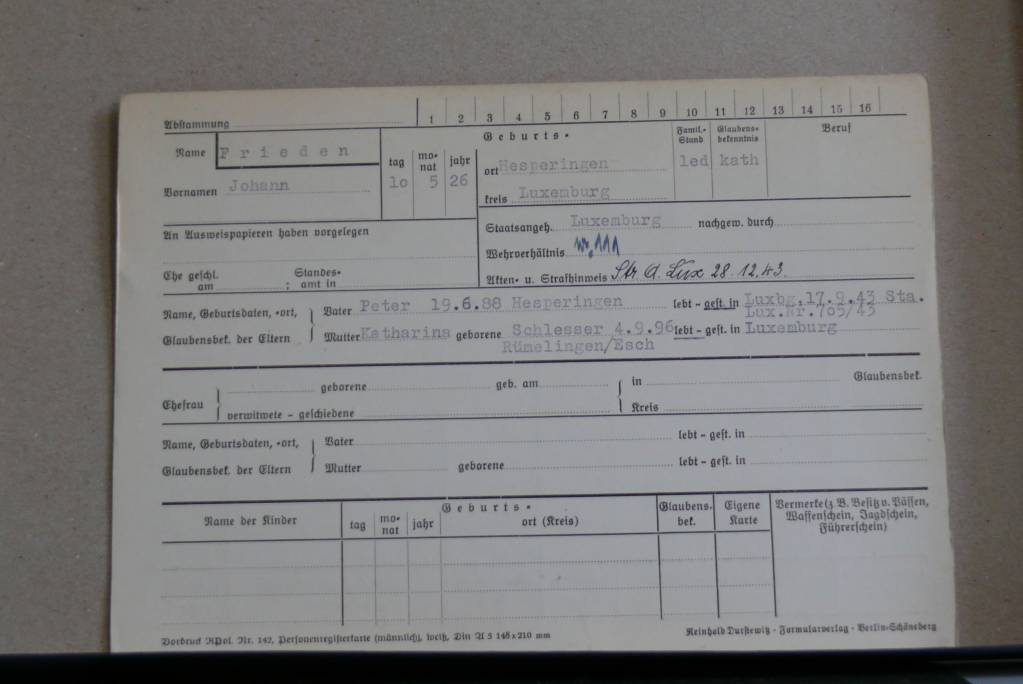 Abstammung 1 2 3 4 5 6 7 8 9 10 11 12 13 14 15 16
Name Frieden tag mo-nat jahr Geburts- Famil.-Stand Glaubens-bekenntnis Beruf
ort Hesperingen led kath
Vornamen Johann 1o 5 26
kreis Luxemburg
An Ausweispapieren haben vorgelegen Staatsangeh. Luxemburg nachgew. durch
Wehrverhältnis
Ehe geschl. am ; Standes-amt in Akten- u. Strafhinweis Str. A. Lux 28.12.43.
Name, Geburtsdaten, -ort, Vater Peter 19.6.88 Hesperingen lebt - gest. in Luxbg.17.9.43 Sta.
Lux.Nr.705/43
Glaubensbek. der Eltern Mutter Katharina geborene Schlesser 4.9.96 lebt - gest. in Luxemburg
Rümelingen/Esch
Ehefrau geborene geb. am in Glaubensbek.
verwitwete - geschiedene Kreis
Name, Geburtsdaten, -ort, Vater lebt - gest. in
Glaubensbek. der Eltern Mutter geborene lebt - gest. in
Name der Kinder Geburts- Glaubens-bek. Eigene Karte Vermerke (z. B. Besitz v. Pässen,
tag mo-nat jahr ort (Kreis) Waffenschein, Jagdschein,
Führerschein)
Vordruck RPol. Nr. 142, Personenregisterkarte (männlich), weiß, Din A 5 148x210 mm Reinhold Durstewitz - Formularverlag - Berlin-Schöneberg